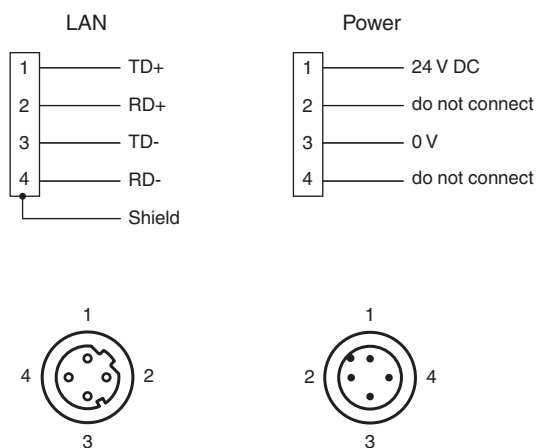 LAN
1 TD+
2 RD+
3 TD-
4 RD-
Shield
Power
1 24 V DC
2 do not connect
3 0 V
4 do not connect
1
4 2
3
1
2 4
3